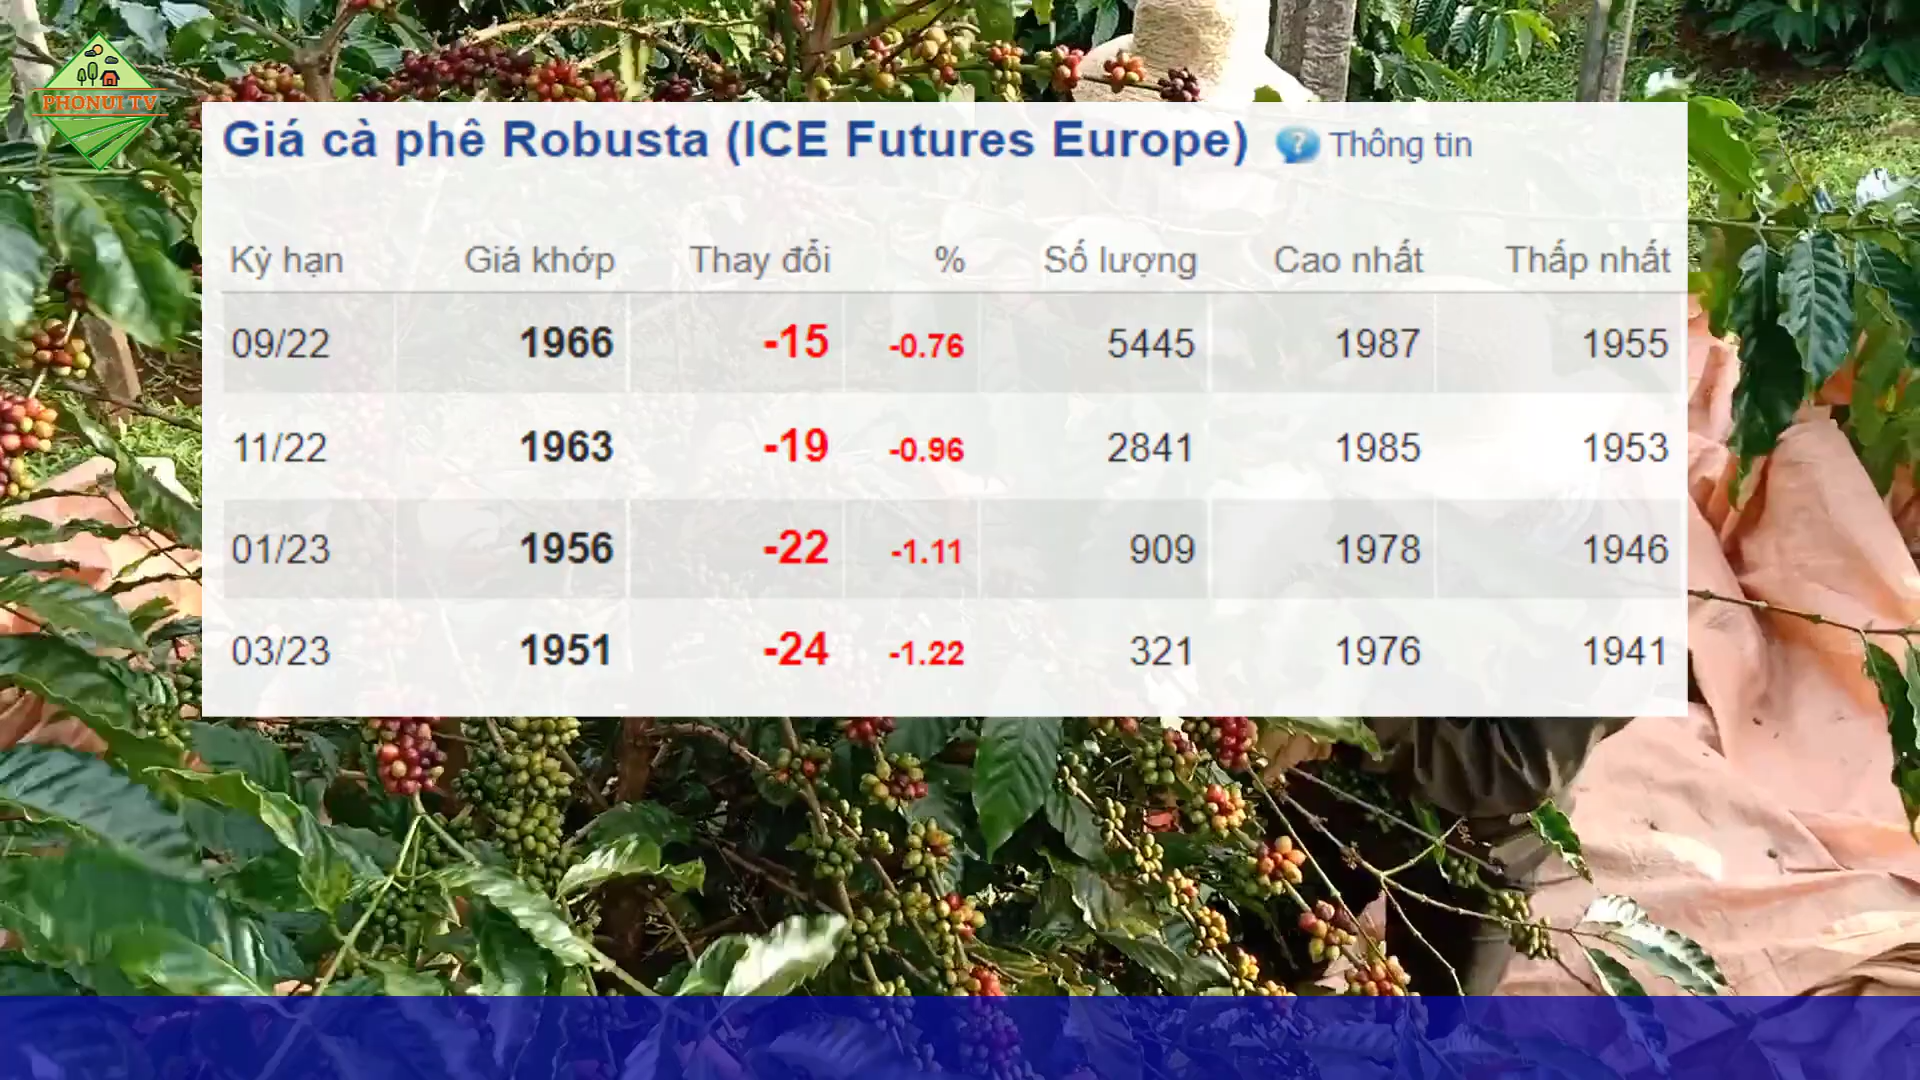 PHONUI TV
Giá cà phê Robusta (ICE Futures Europe) ? Thông tin
Kỳ hạn Giá khớp Thay đổi % Số lượng Cao nhất Thấp nhất
09/22 1966 -15 -0.76 5445 1987 1955
11/22 1963 -19 -0.96 2841 1985 1953
01/23 1956 -22 -1.11 909 1978 1946
03/23 1951 -24 -1.22 321 1976 1941